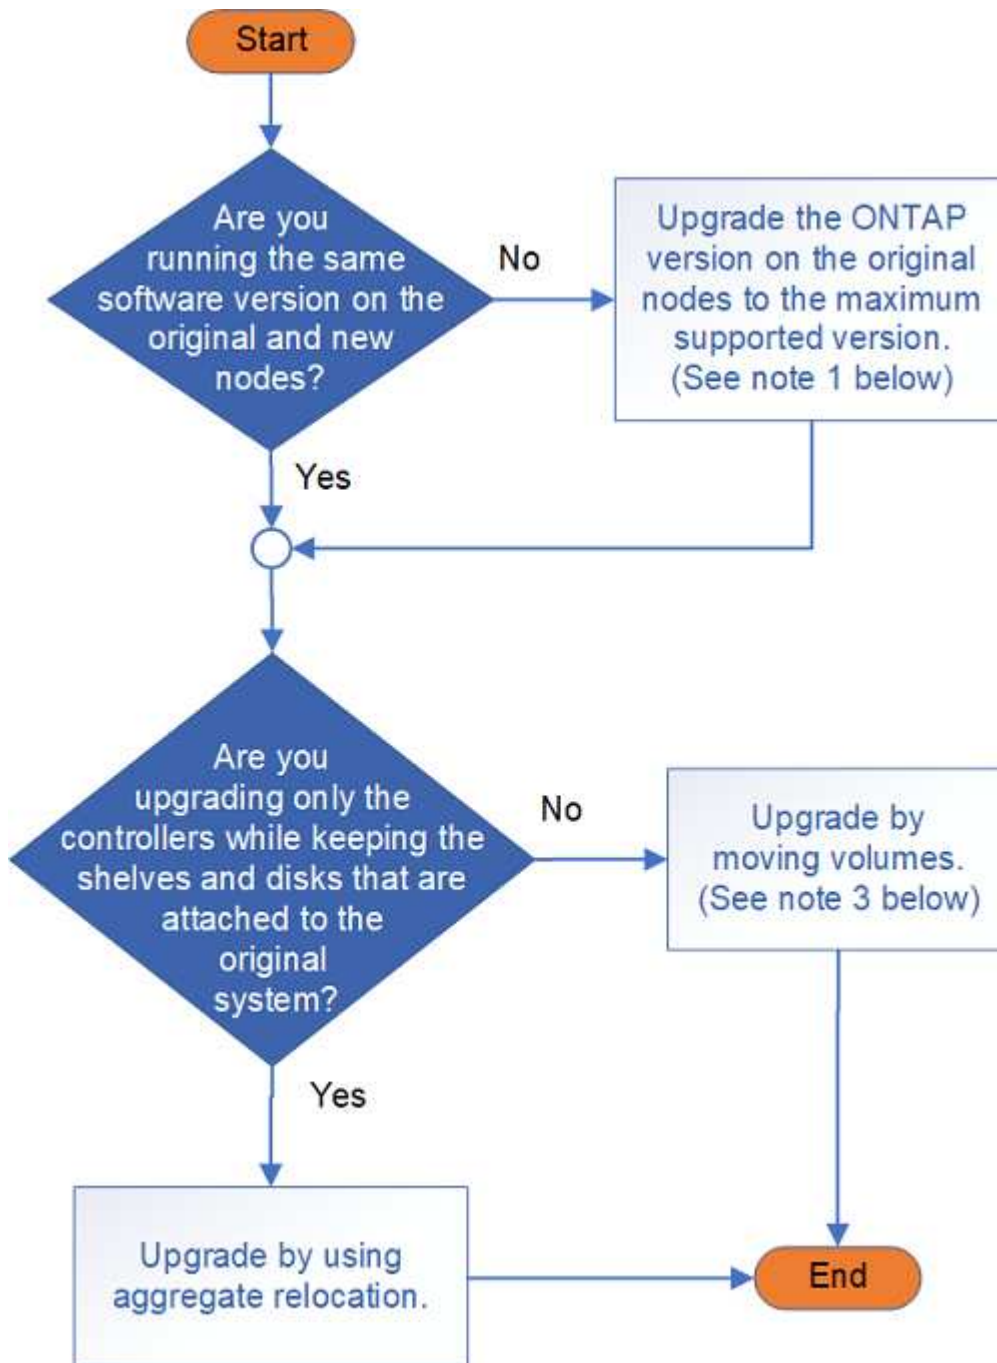 Start
Are you
running the same
software version on the
original and new
nodes?
No
Upgrade the ONTAP
version on the original
nodes to the maximum
supported version.
(See note 1 below)
Yes
Are you
upgrading only the
controllers while keeping the
shelves and disks that are
attached to the
original
system?
No
Upgrade by
moving volumes.
(See note 3 below)
Yes
Upgrade by using
aggregate relocation.
End